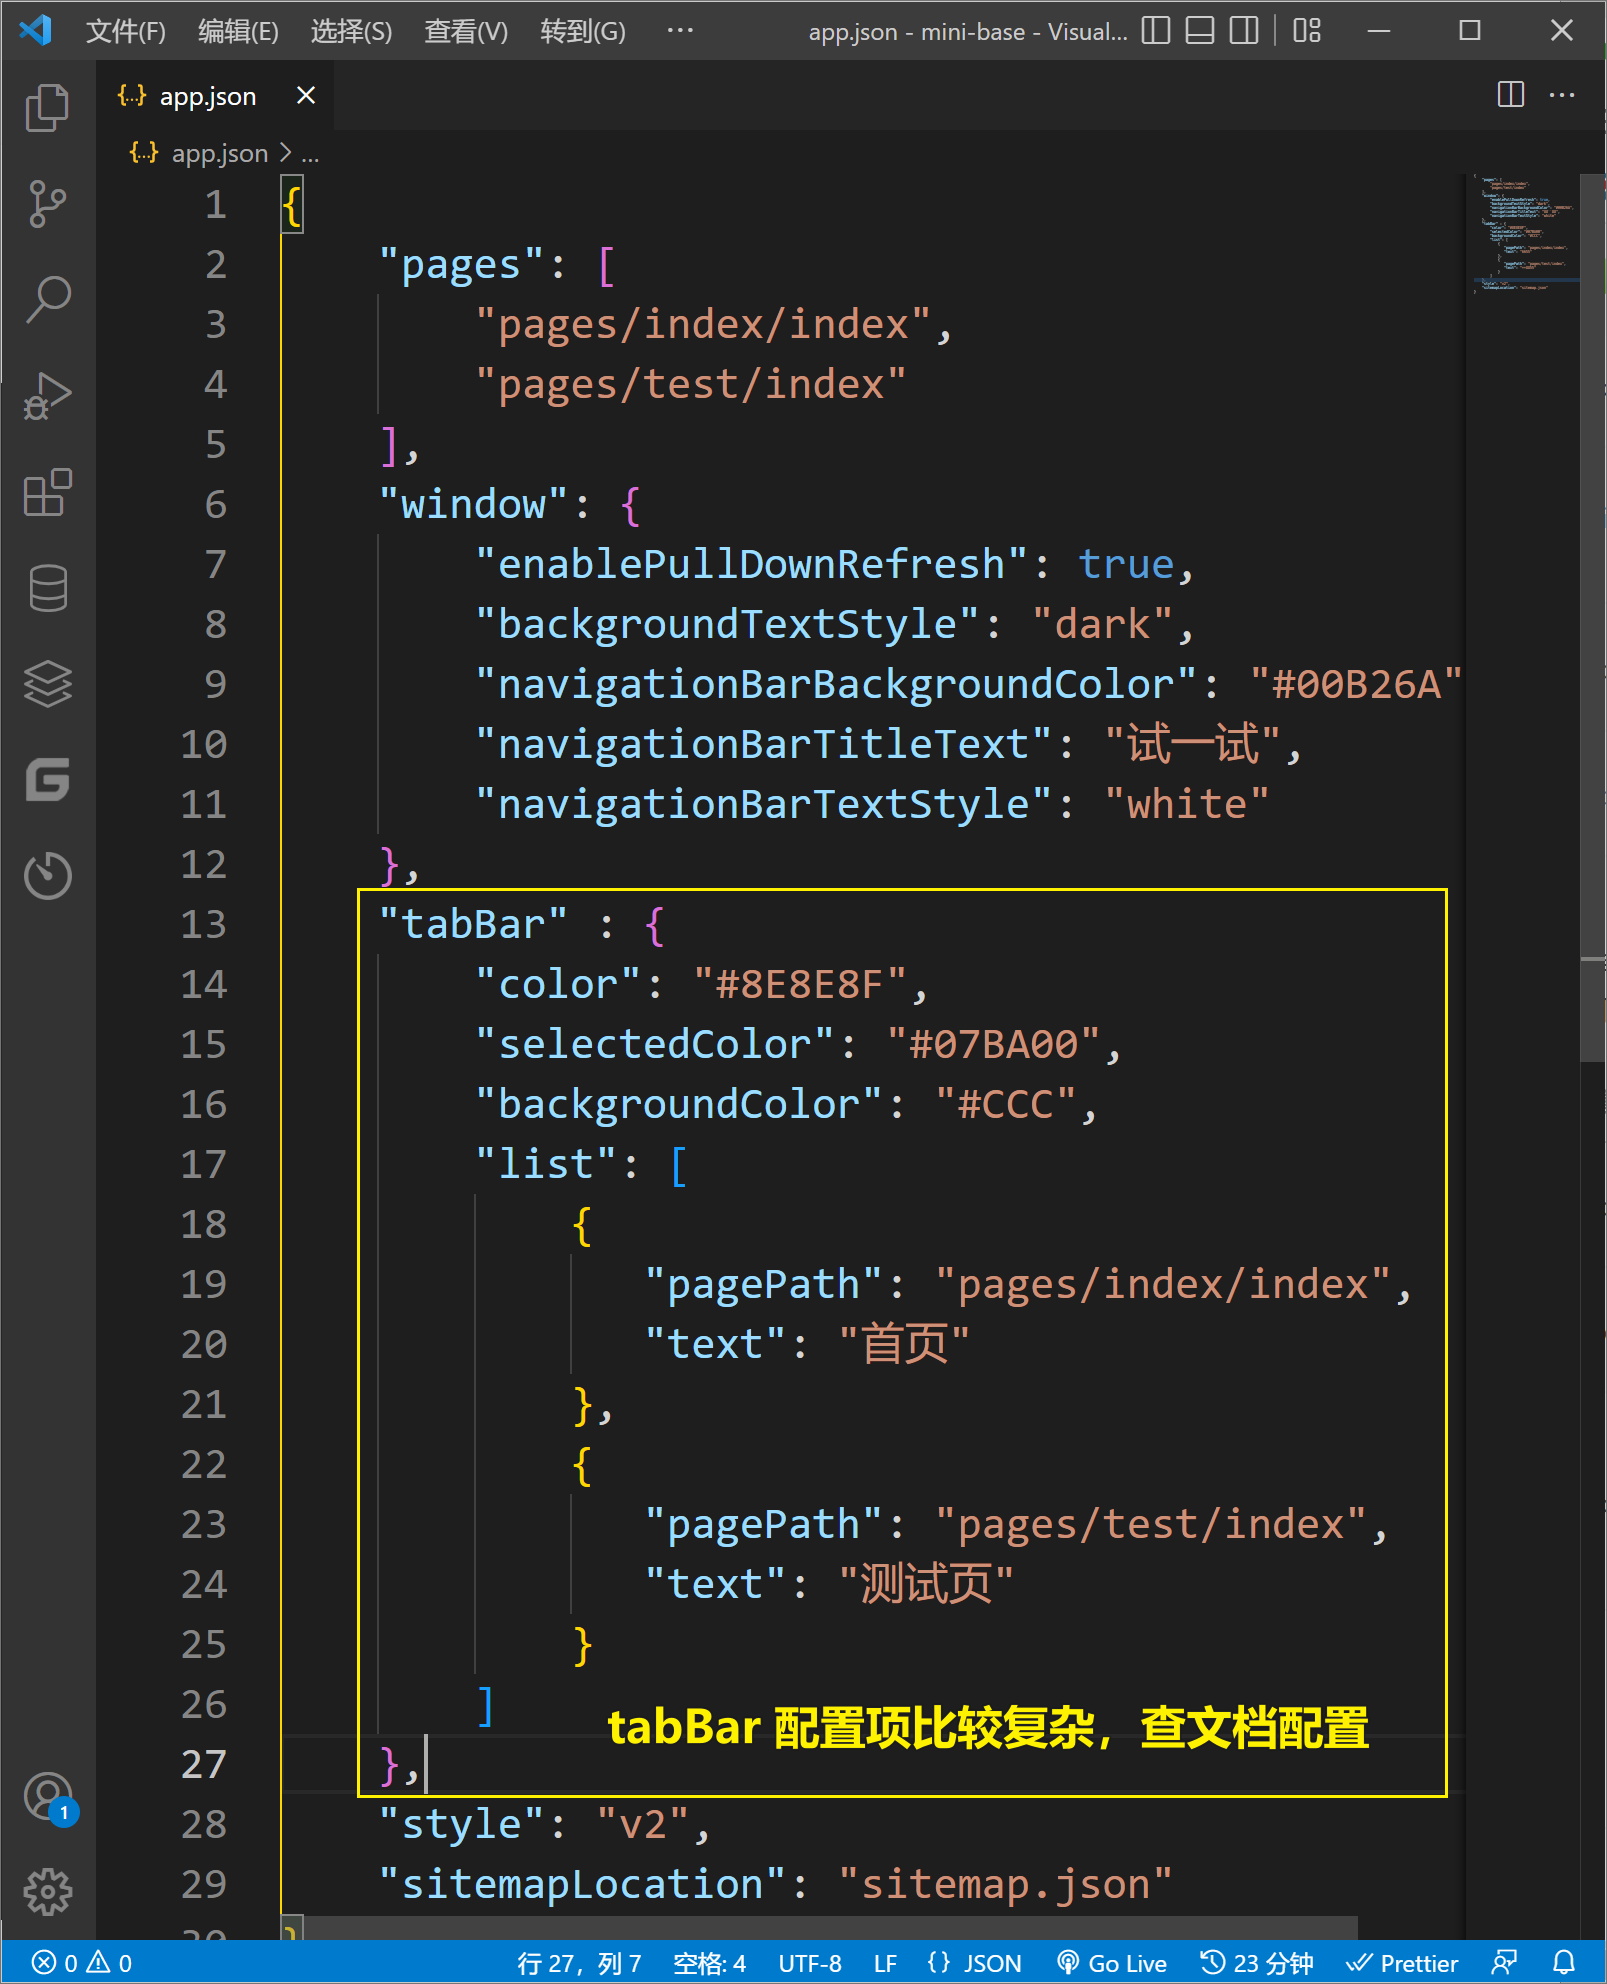 文件(F) 编辑(E) 选择(S) 查看(V) 转到(G) ··· app.json - mini-base - Visual...
{..} app.json ×
{..} app.json > ...
1 {
2 "pages": [
3 "pages/index/index",
4 "pages/test/index"
5 ],
6 "window": {
7 "enablePullDownRefresh": true,
8 "backgroundTextStyle": "dark",
9 "navigationBarBackgroundColor": "#00B26A"
10 "navigationBarTitleText": "试一试",
11 "navigationBarTextStyle": "white"
12 },
13 "tabBar" : {
14 "color": "#8E8E8F",
15 "selectedColor": "#07BA00",
16 "backgroundColor": "#CCC",
17 "list": [
18 {
19 "pagePath": "pages/index/index",
20 "text": "首页"
21 },
22 {
23 "pagePath": "pages/test/index",
24 "text": "测试页"
25 }
26 ]
tabBar 配置项比较复杂，查文档配置
27 },
28 "style": "v2",
29 "sitemapLocation": "sitemap.json"
30 }
1
0 0 行 27，列 7 空格: 4 UTF-8 LF {} JSON Go Live 23 分钟 Prettier